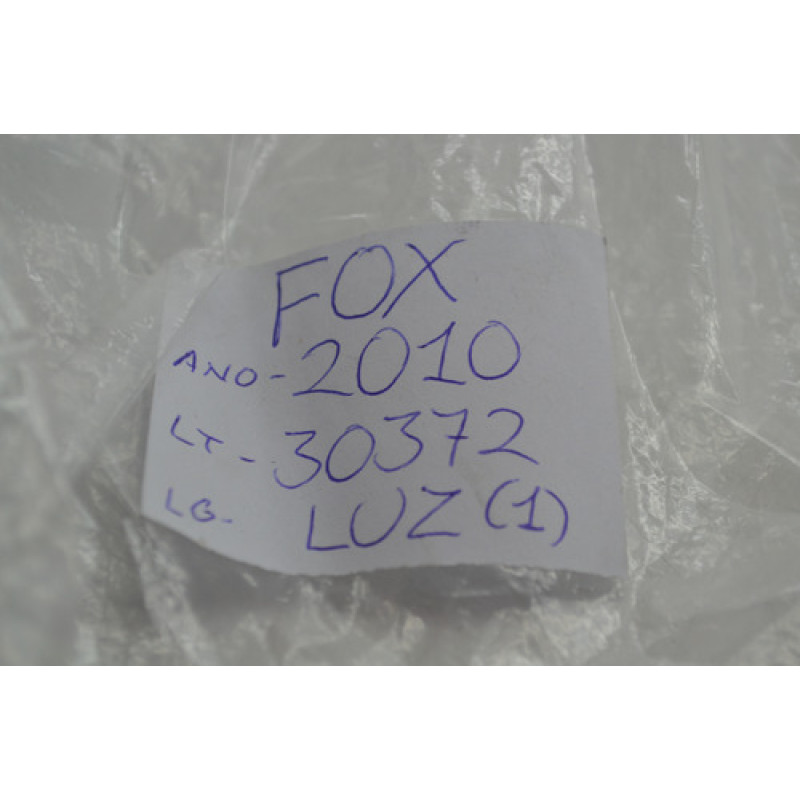 FOX
ANO-2010
LT-30372
LG- LUZ (1)